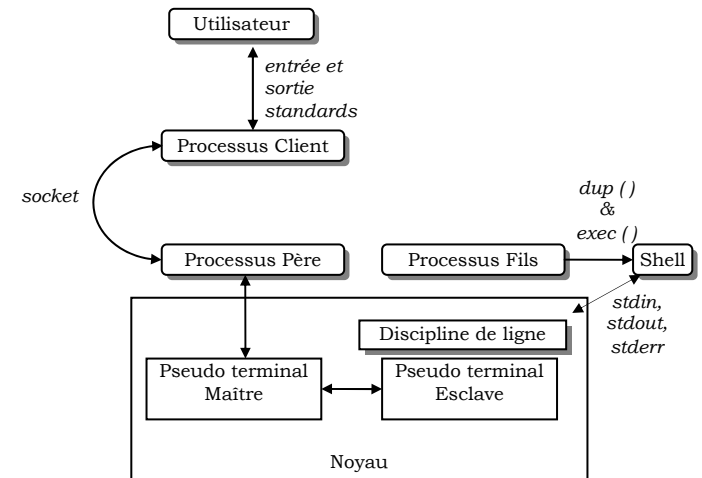 Utilisateur
entrée et
sortie
standards
Processus Client
socket
dup ( )
&
exec ( )
Processus Père
Processus Fils
Shell
stdin,
stdout,
stderr
Discipline de ligne
Pseudo terminal
Maître
Pseudo terminal
Esclave
Noyau